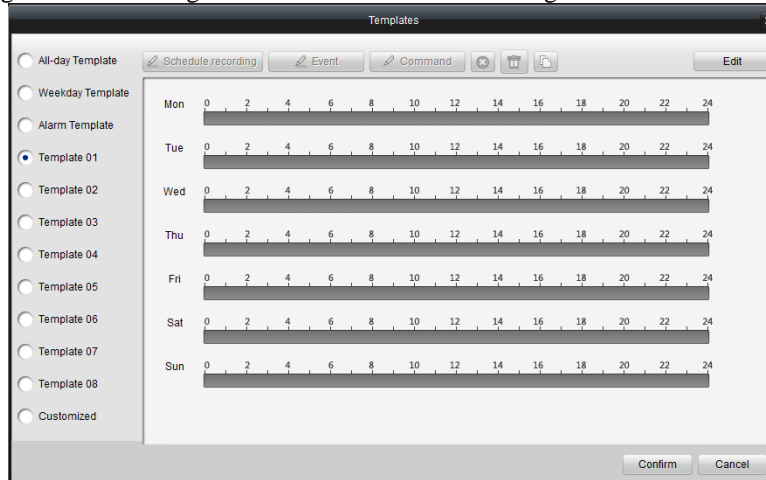 Templates
All-day Template
Schedule recording Event Command Edit
Weekday Template
Alarm Template
Template 01
Template 02
Template 03
Template 04
Template 05
Template 06
Template 07
Template 08
Customized
Mon 0 2 4 6 8 10 12 14 16 18 20 22 24
Tue 0 2 4 6 8 10 12 14 16 18 20 22 24
Wed 0 2 4 6 8 10 12 14 16 18 20 22 24
Thu 0 2 4 6 8 10 12 14 16 18 20 22 24
Fri 0 2 4 6 8 10 12 14 16 18 20 22 24
Sat 0 2 4 6 8 10 12 14 16 18 20 22 24
Sun 0 2 4 6 8 10 12 14 16 18 20 22 24
Confirm Cancel